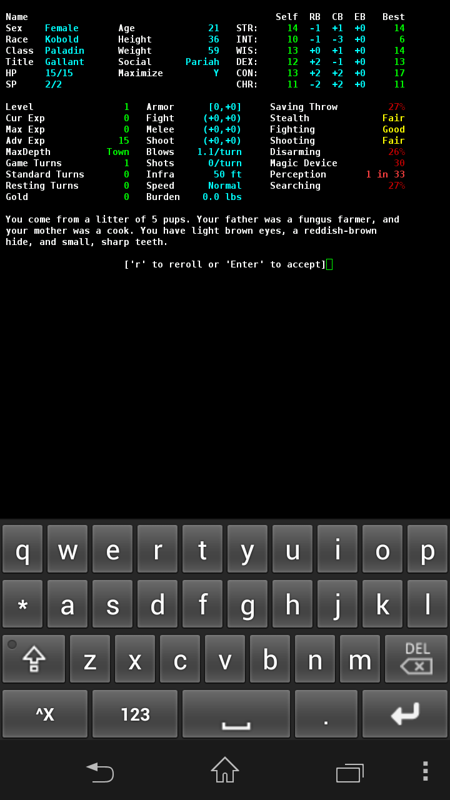 Name Self RB CB EB Best
Sex Female Age 21 STR: 14 -1 +1 +0 14
Race Kobold Height 36 INT: 10 -1 -3 +0 6
Class Paladin Weight 59 WIS: 13 +0 +1 +0 14
Title Gallant Social Pariah DEX: 12 +2 -1 +0 13
HP 15/15 Maximize Y CON: 13 +2 +2 +0 17
SP 2/2 CHR: 11 -2 +2 +0 11
Level 1 Armor [0,+0] Saving Throw 27%
Cur Exp 0 Fight (+0,+0) Stealth Fair
Max Exp 0 Melee (+0,+0) Fighting Good
Adv Exp 15 Shoot (+0,+0) Shooting Fair
MaxDepth Town Blows 1.1/turn Disarming 26%
Game Turns 1 Shots 0/turn Magic Device 30
Standard Turns 0 Infra 50 ft Perception 1 in 33
Resting Turns 0 Speed Normal Searching 27%
Gold 0 Burden 0.0 lbs
You come from a litter of 5 pups. Your father was a fungus farmer, and
your mother was a cook. You have light brown eyes, a reddish-brown
hide, and small, sharp teeth.
['r' to reroll or 'Enter' to accept]
q w e r t y u i o p
* a s d f g h j k l
z x c v b n m DEL
^X 123 .